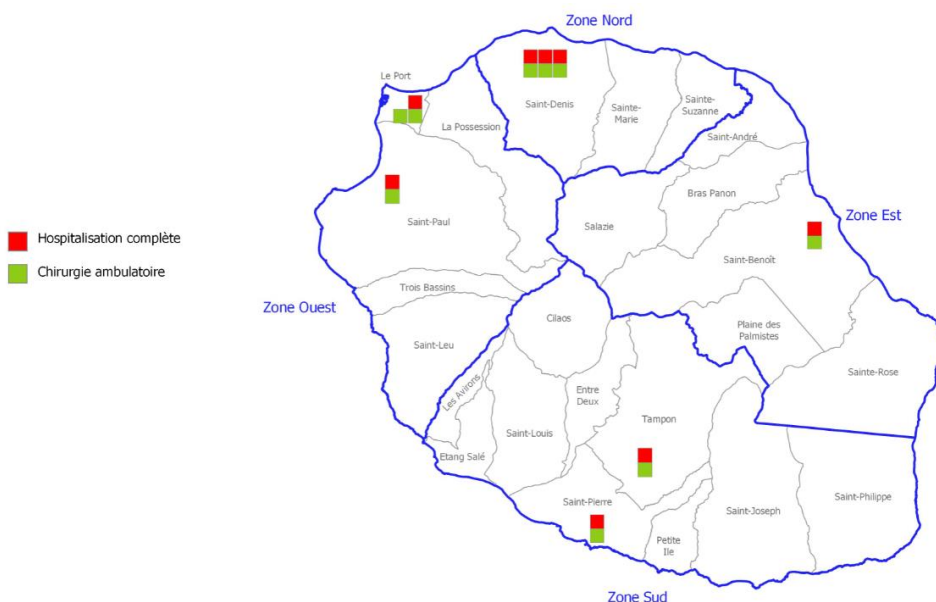 Zone Nord
Le Port
Saint-Denis
Sainte-
Marie
Sainte-
Suzanne
La Possession
Saint-André
Bras Panon
Saint-Paul
Salazie
Zone Est
Hospitalisation complète
Saint-Benoît
Chirurgie ambulatoire
Trois Bassins
Zone Ouest
Cilaos
Plaine des
Palmistes
Saint-Leu
Sainte-Rose
Les Avirons
Entre
Deux
Tampon
Saint-Louis
Etang Salé
Saint-Pierre
Saint-Joseph
Saint-Philippe
Petite
Ile
Zone Sud